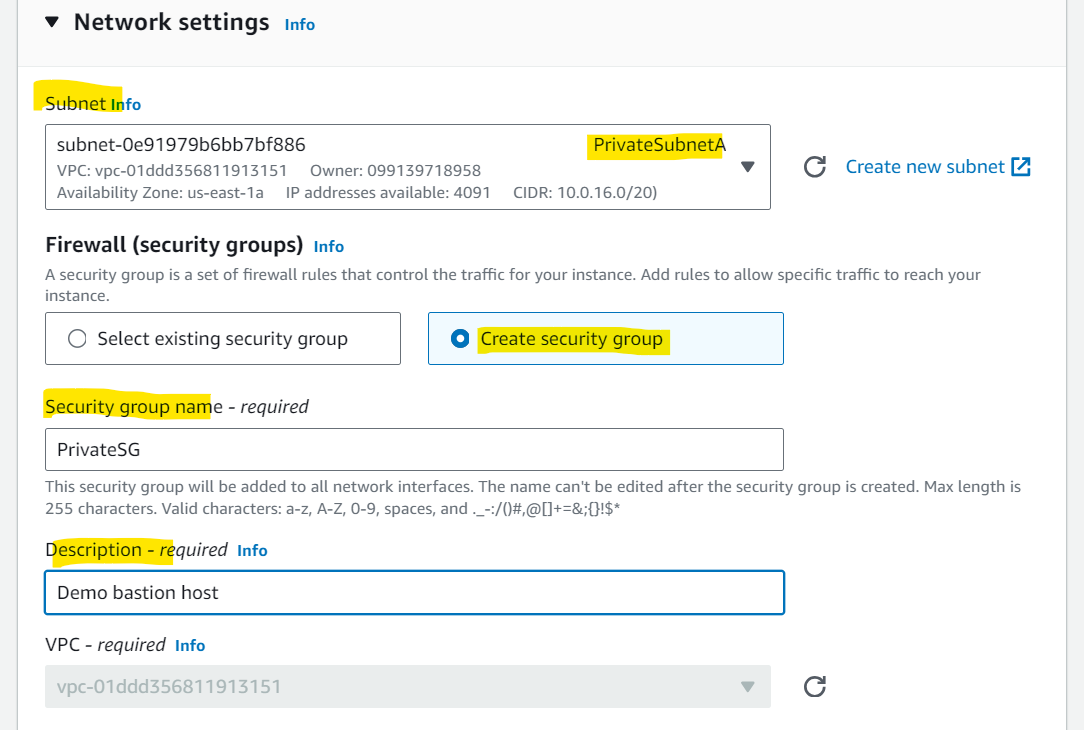 Network settings Info
Subnet Info
subnet-0e91979b6bb7bf886 PrivateSubnetA
VPC: vpc-01ddd356811913151 Owner: 099139718958
Availability Zone: us-east-1a IP addresses available: 4091 CIDR: 10.0.16.0/20)
Create new subnet
Firewall (security groups) Info
A security group is a set of firewall rules that control the traffic for your instance. Add rules to allow specific traffic to reach your
instance.
Select existing security group
Create security group
Security group name - required
PrivateSG
This security group will be added to all network interfaces. The name can't be edited after the security group is created. Max length is
255 characters. Valid characters: a-z, A-Z, 0-9, spaces, and ._-:/()#,@[]+=&;{}!$*
Description - required Info
Demo bastion host
VPC - required Info
vpc-01ddd356811913151